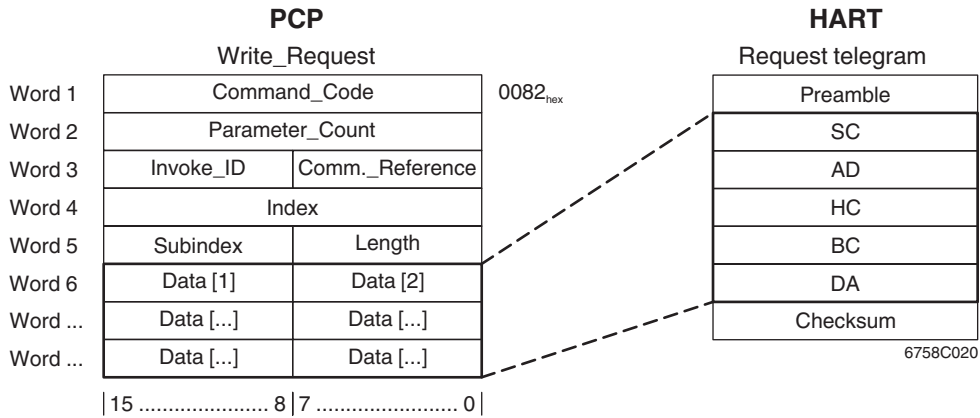 PCP HART
Write_Request Request telegram
Word 1 Command_Code 0082hex Preamble
Word 2 Parameter_Count SC
Word 3 Invoke_ID Comm._Reference AD
Word 4 Index HC
Word 5 Subindex Length BC
Word 6 Data [1] Data [2] DA
Word ... Data [...] Data [...] Checksum
Word ... Data [...] Data [...] 6758C020
15 ...................... 8 7 ........................ 0